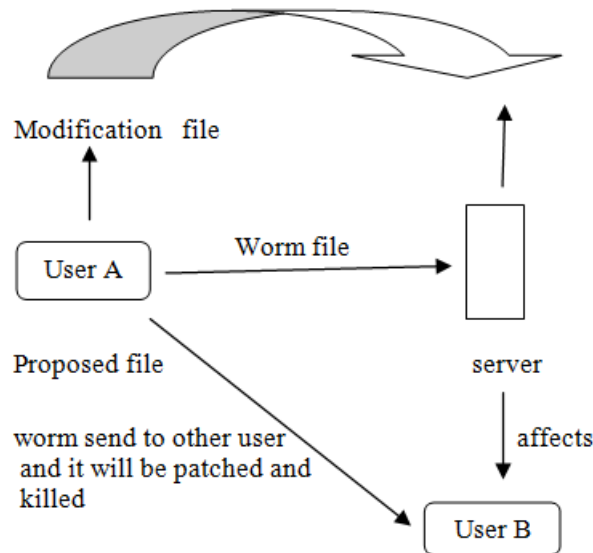 Modification file
Worm file
User A
Proposed file
server
worm send to other user
and it will be patched and
killed
affects
User B